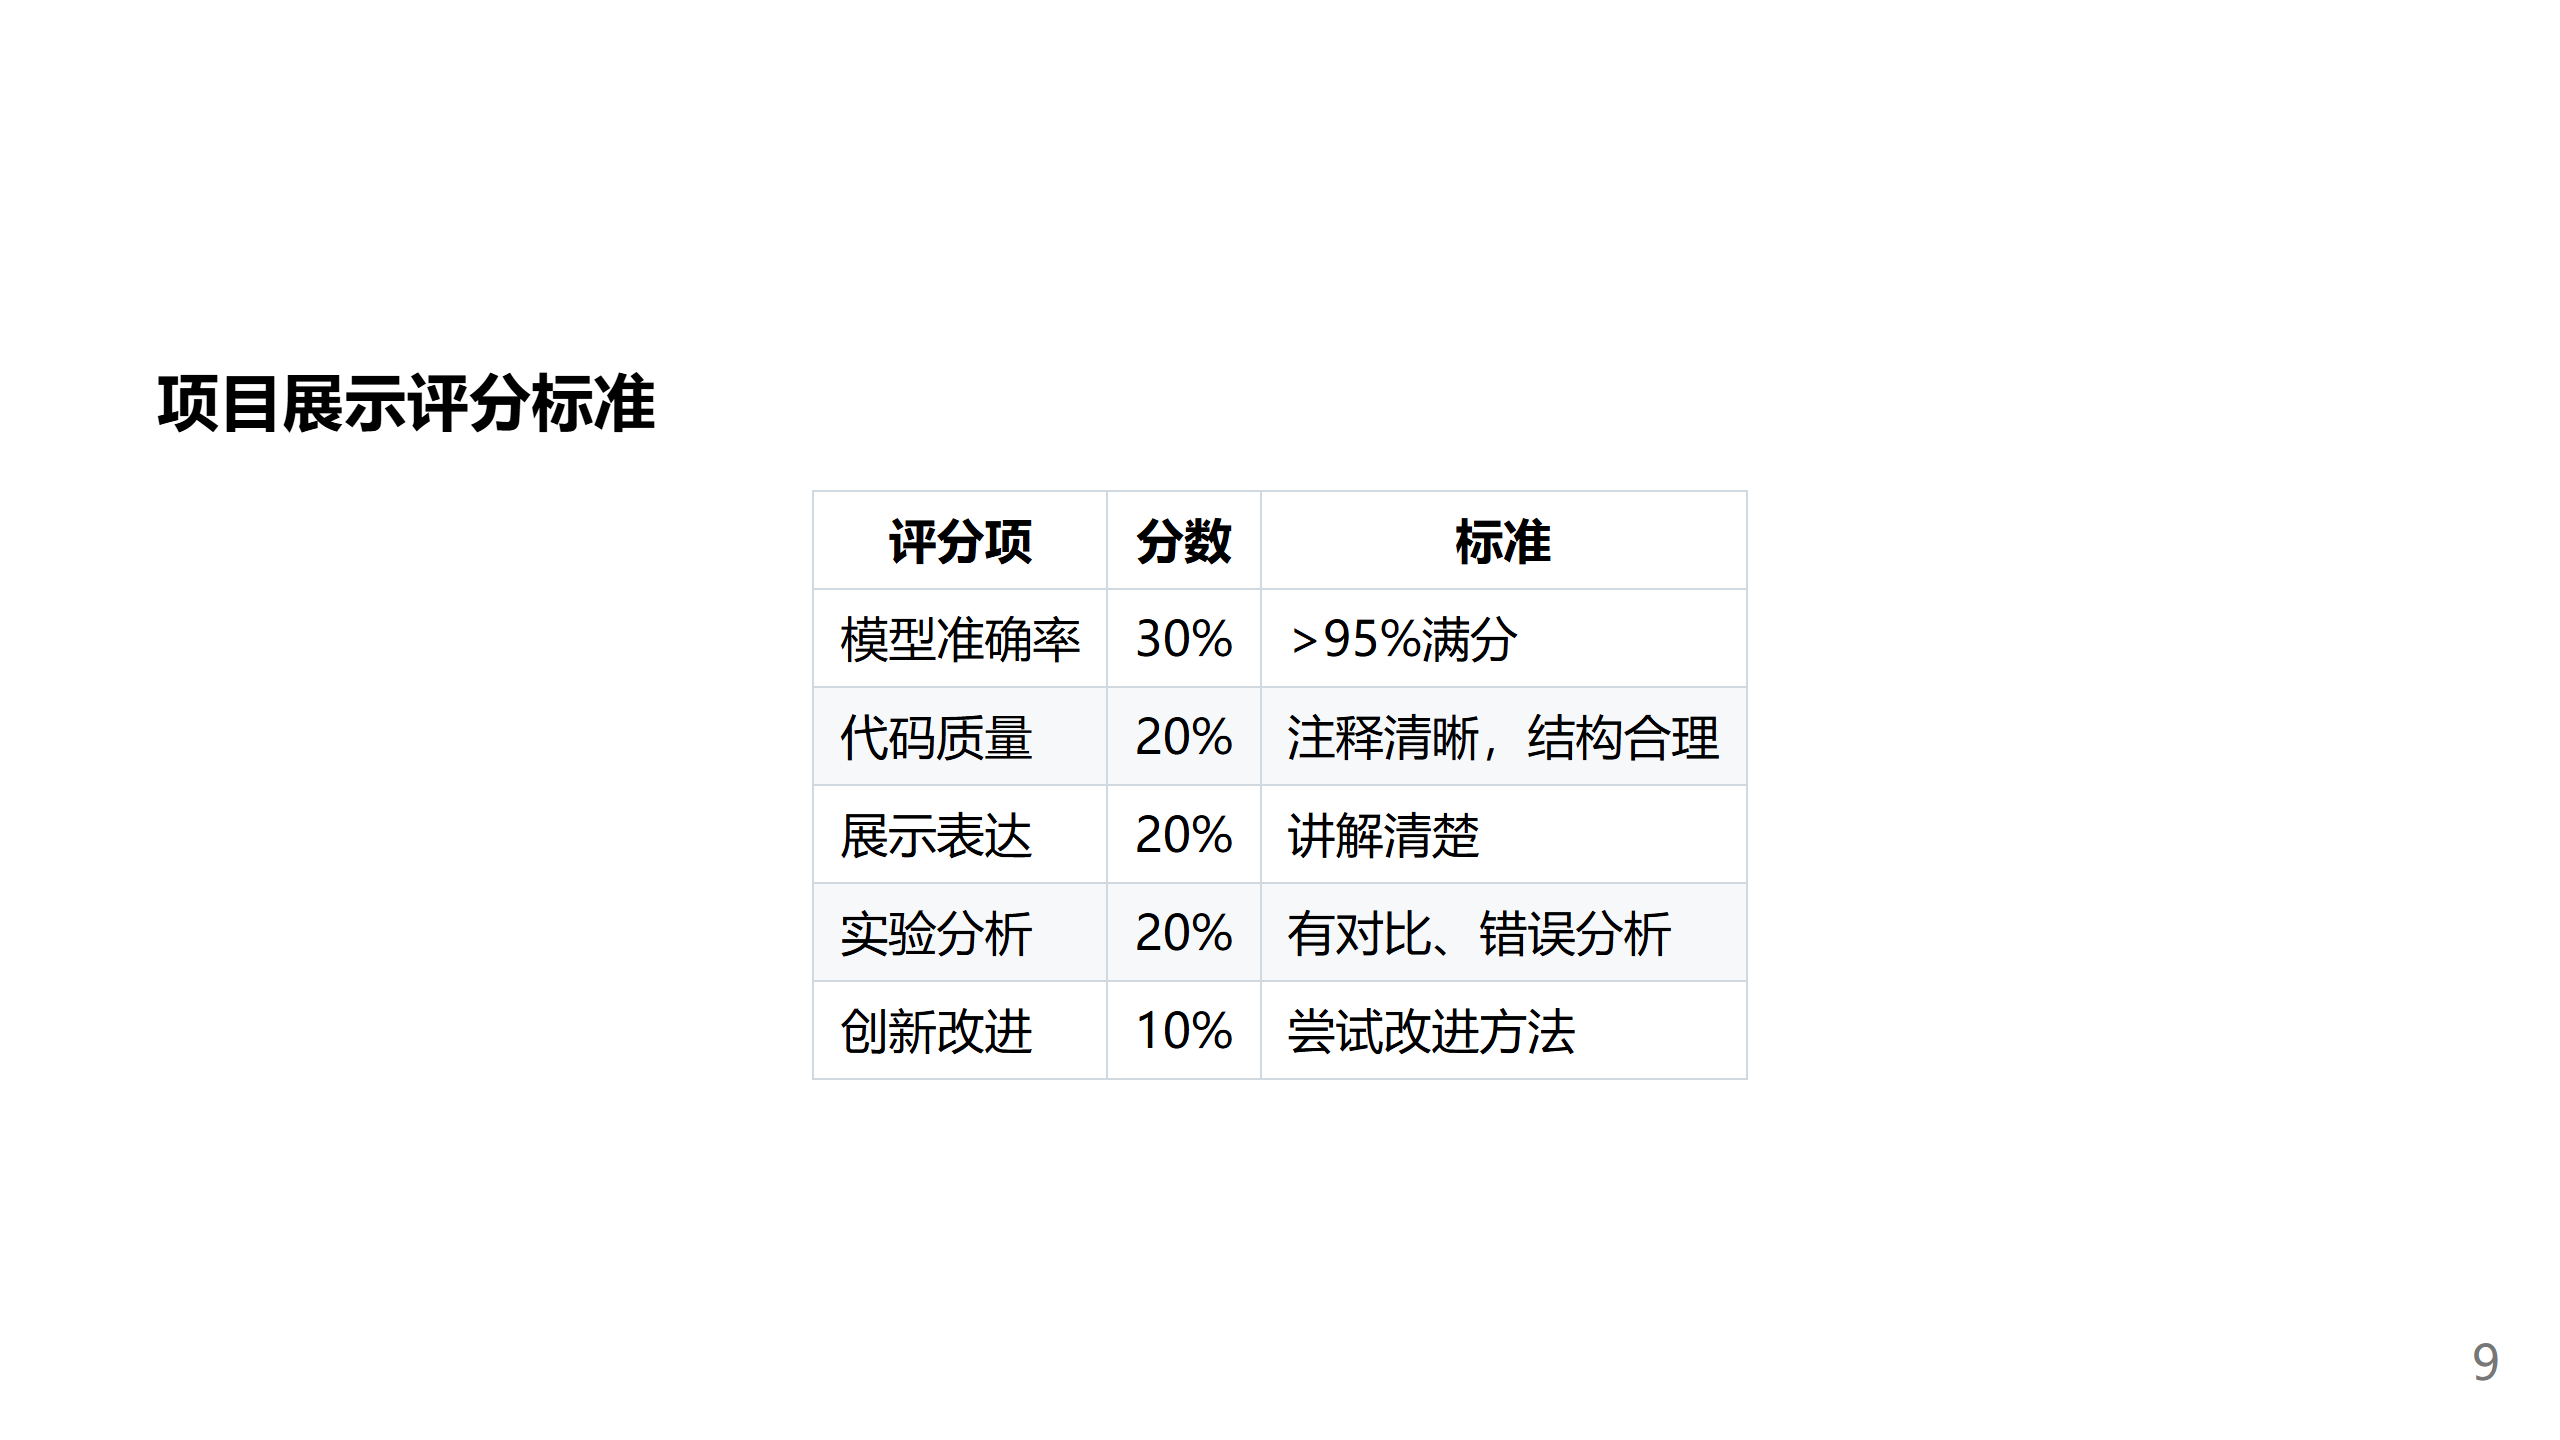 项目展示评分标准
评分项 分数 标准
模型准确率 30% >95%满分
代码质量 20% 注释清晰，结构合理
展示表达 20% 讲解清楚
实验分析 20% 有对比、错误分析
创新改进 10% 尝试改进方法
9